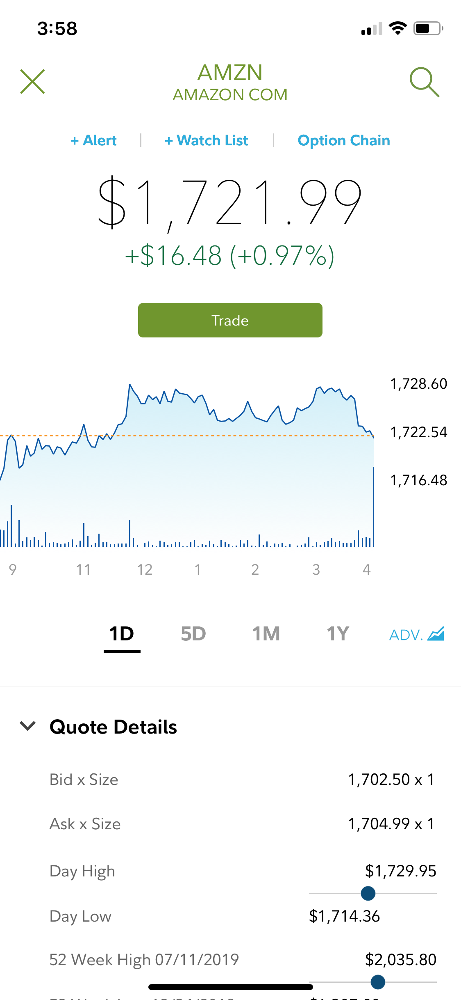 3:58
AMZN
AMAZON COM
+ Alert | + Watch List | Option Chain
$1,721.99
+$16.48 (+0.97%)
Trade
1,728.60
1,722.54
1,716.48
9 11 12 1 2 3 4
1D 5D 1M 1Y ADV.
Quote Details
Bid x Size 1,702.50 x 1
Ask x Size 1,704.99 x 1
Day High $1,729.95
Day Low $1,714.36
52 Week High 07/11/2019 $2,035.80